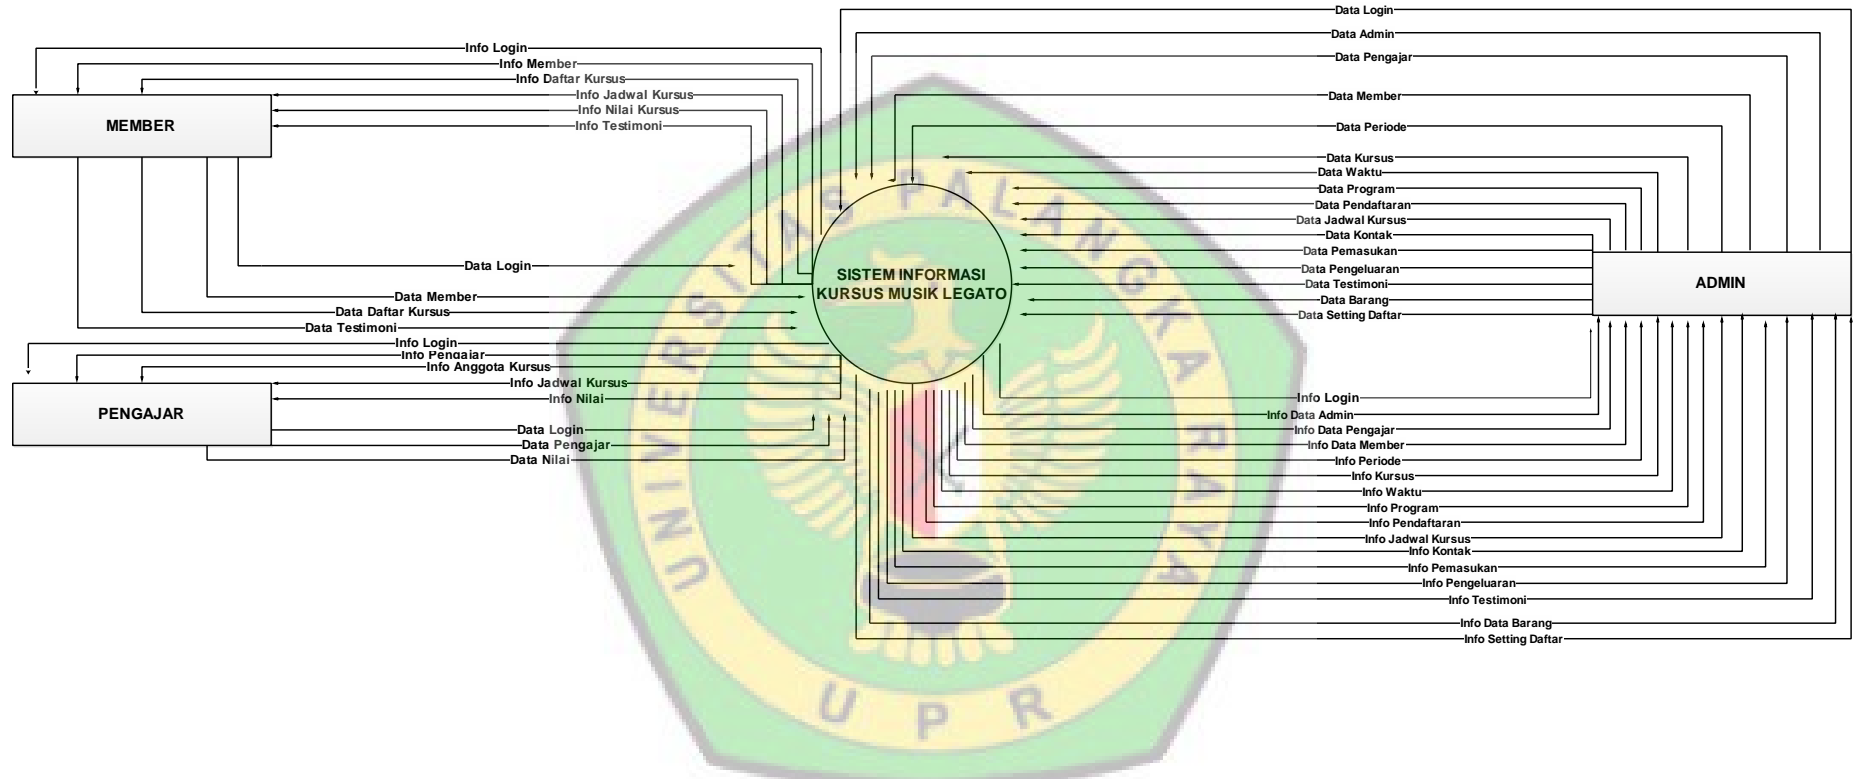 Data Login
Data Admin
Data Pengajar
Data Member
Data Periode
Data Kursus
Data Waktu
Data Program
Data Pendaftaran
Data Jadwal Kursus
Data Kontak
Data Pemasukan
Data Pengeluaran
Data Testimoni
Data Barang
Data Setting Daftar
Info Login
Info Member
Info Daftar Kursus
Info Jadwal Kursus
Info Nilai Kursus
Info Testimoni
MEMBER
Data Login
Data Member
Data Daftar Kursus
Data Testimoni
SISTEM INFORMASI
KURSUS MUSIK LEGATO
ADMIN
Info Login
Info Pengajar
Info Anggota Kursus
Info Jadwal Kursus
Info Nilai
PENGAJAR
Data Login
Data Pengajar
Data Nilai
Info Login
Info Data Admin
Info Data Pengajar
Info Data Member
Info Periode
Info Kursus
Info Waktu
Info Program
Info Pendaftaran
Info Jadwal Kursus
Info Kontak
Info Pemasukan
Info Pengeluaran
Info Testimoni
Info Data Barang
Info Setting Daftar
UNIVERSITAS PALANGKA RAYA
UPR